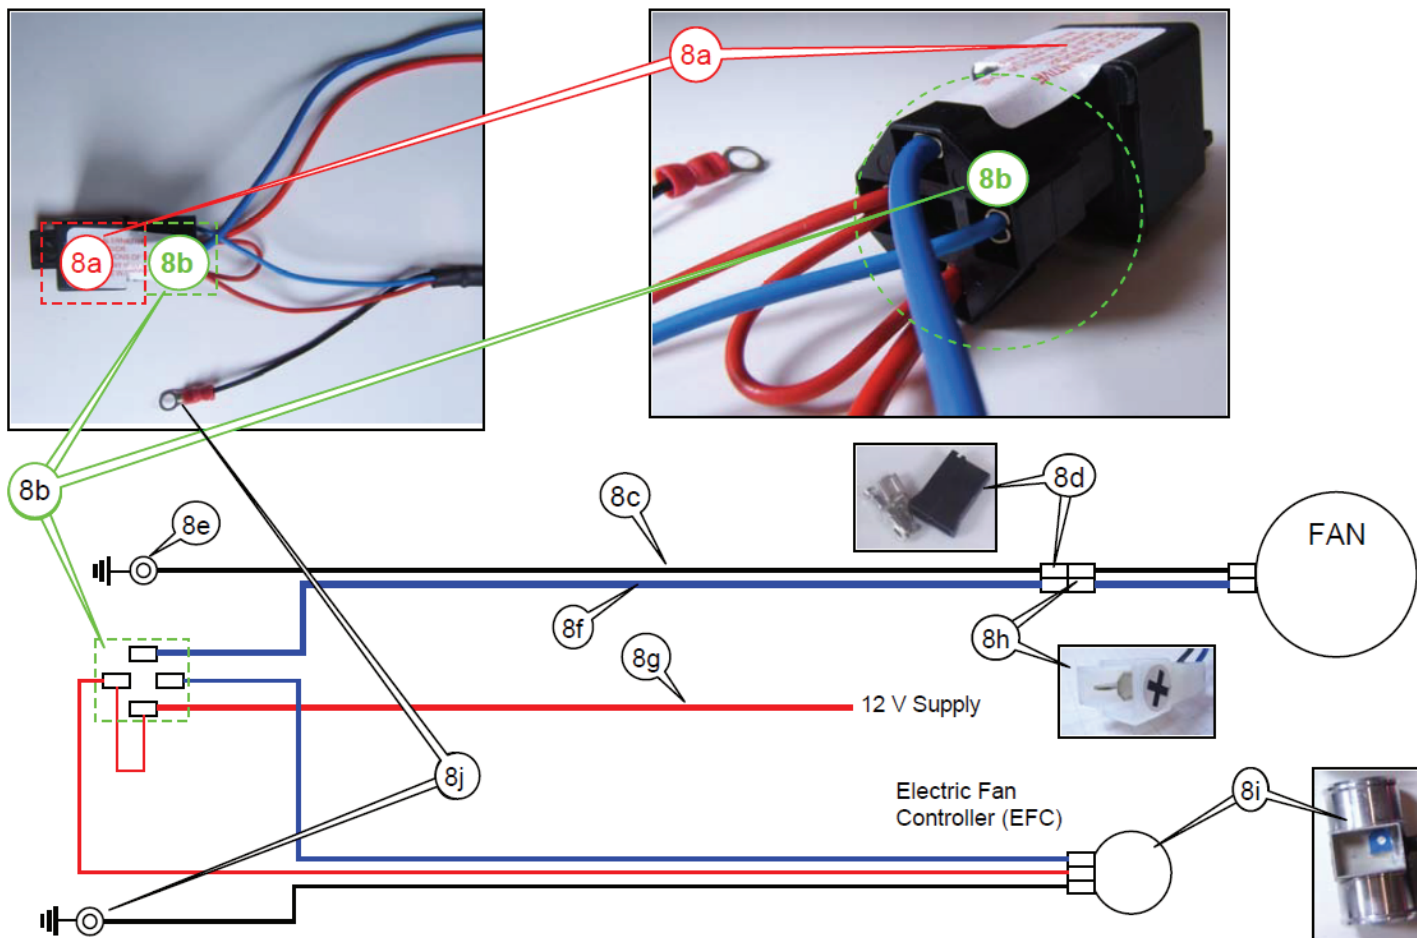 8a
8a
8b
8b
8b
8c
8d
8e
FAN
8f
8h
8g
12 V Supply
8j
Electric Fan
Controller (EFC)
8i